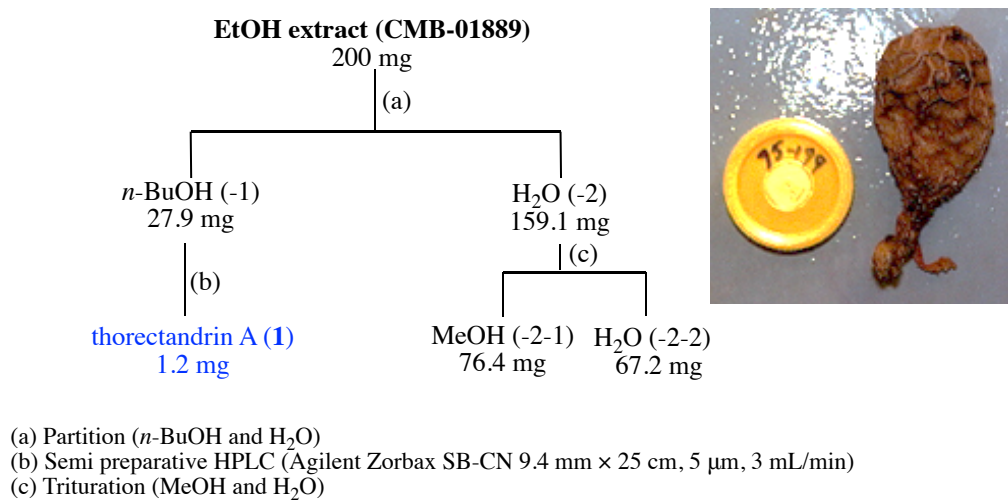 EtOH extract (CMB-01889)
200 mg
(a)
n-BuOH (-1)
27.9 mg
H₂O (-2)
159.1 mg
(b)
(c)
thorectandrin A (1)
1.2 mg
MeOH (-2-1)
76.4 mg
H₂O (-2-2)
67.2 mg
95-199
(a) Partition (n-BuOH and H₂O)
(b) Semi preparative HPLC (Agilent Zorbax SB-CN 9.4 mm × 25 cm, 5 μm, 3 mL/min)
(c) Trituration (MeOH and H₂O)